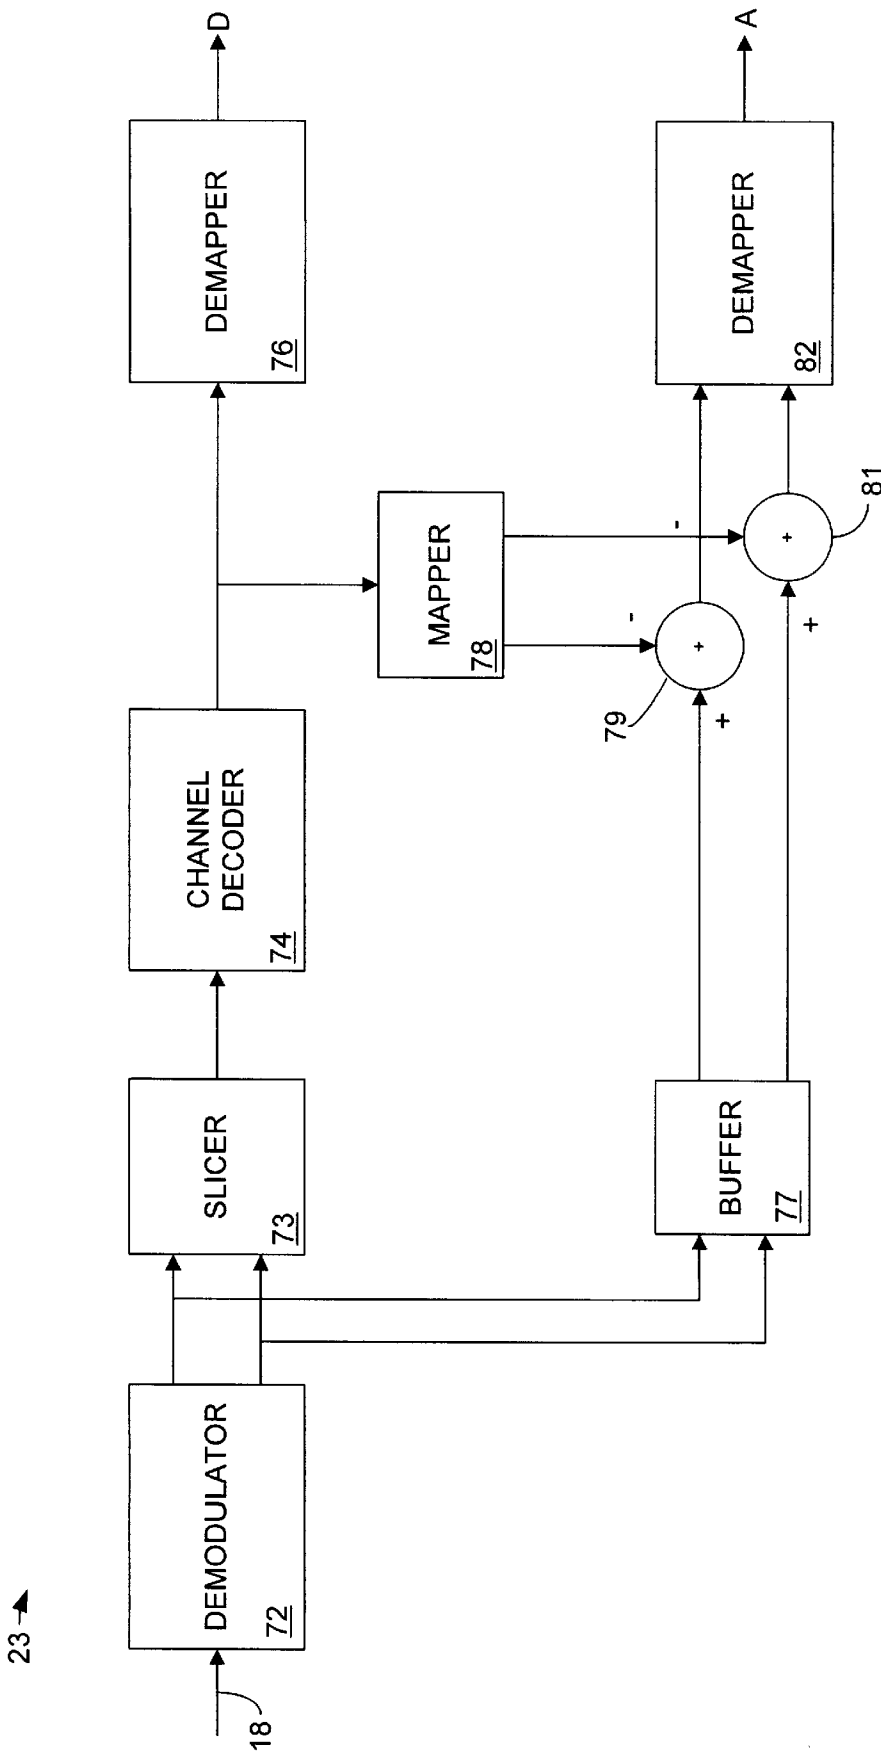 23
18
DEMODULATOR
72
SLICER
73
CHANNEL
DECODER
74
DEMAPPER
76
D
MAPPER
78
-
-
79
+
+
+
+
81
BUFFER
77
DEMAPPER
82
A